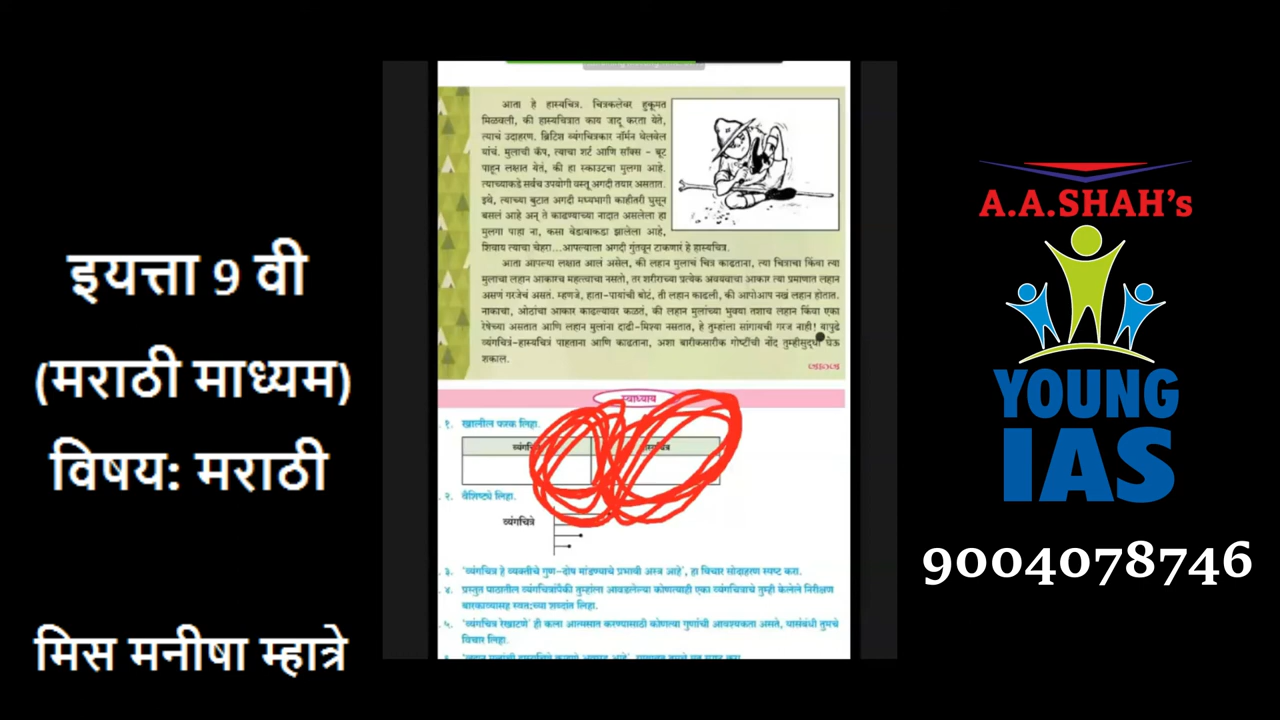 इयत्ता 9 वी
(मराठी माध्यम)
विषय: मराठी
मिस मनीषा म्हात्रे
आता हे हास्यचित्र. चित्रकलेवर हुकूमत
मिळवली, की हास्यचित्रात काय जादू करता येते,
त्याचं उदाहरण. ब्रिटिश व्यंगचित्रकार नॉर्मन थेलवेल
यांचं. मुलाची कॅप, त्याचा शर्ट आणि सॉक्स - बूट
पाहून लक्षात येतं, की हा स्काउटचा मुलगा आहे.
त्याच्याकडे सर्वच उपयोगी वस्तू अगदी तयार असतात.
इथे, त्याच्या बुटात अगदी मध्यभागी काहीतरी घुसून
बसलं आहे अन् ते काढण्याच्या नादात असलेला हा
मुलगा पाहा ना, कसा वेडावाकडा झालेला आहे,
शिवाय त्याचा चेहरा...आपल्याला अगदी गुंतवून टाकणारं हे हास्यचित्र.
आता आपल्या लक्षात आलं असेल, की लहान मुलाचं चित्र काढताना, त्या चित्राचा किंवा त्या
मुलाचा लहान आकारच महत्त्वाचा नसतो, तर शरीराच्या प्रत्येक अवयवाचा आकार त्या प्रमाणात लहान
असणं गरजेचं असतं. म्हणजे, हाता-पायांची बोटं, ती लहान काढली, की आपोआप नखं लहान होतात.
नाकाचा, ओठांचा आकार काढल्यावर कळतं, की लहान मुलांच्या भुवया तशाच लहान किंवा एका
रेषेच्या असतात आणि लहान मुलांना दाढी-मिश्या नसतात, हे तुम्हांला सांगायची गरज नाही! यापुढे
व्यंगचित्रं-हास्यचित्रं पाहताना आणि काढताना, अशा बारीकसारीक गोष्टींची नोंद तुम्हीसुद्धा घेऊ
शकाल.
स्वाध्याय
१. खालील फरक लिहा.
२. वैशिष्ट्ये लिहा.
व्यंगचित्रे
३. 'व्यंगचित्र हे व्यक्तीचे गुण-दोष मांडण्याचे प्रभावी अस्त्र आहे', हा विचार सोदाहरण स्पष्ट करा.
४. प्रस्तुत पाठातील व्यंगचित्रांपैकी तुम्हांला आवडलेल्या कोणत्याही एका व्यंगचित्राचे तुम्ही केलेले निरीक्षण
बारकाव्यासह स्वत:च्या शब्दांत लिहा.
५. 'व्यंगचित्र रेखाटणे' ही कला आत्मसात करण्यासाठी कोणत्या गुणांची आवश्यकता असते, यासंबंधी तुमचे
विचार लिहा.
A.A.SHAH's
YOUNG
IAS
9004078746